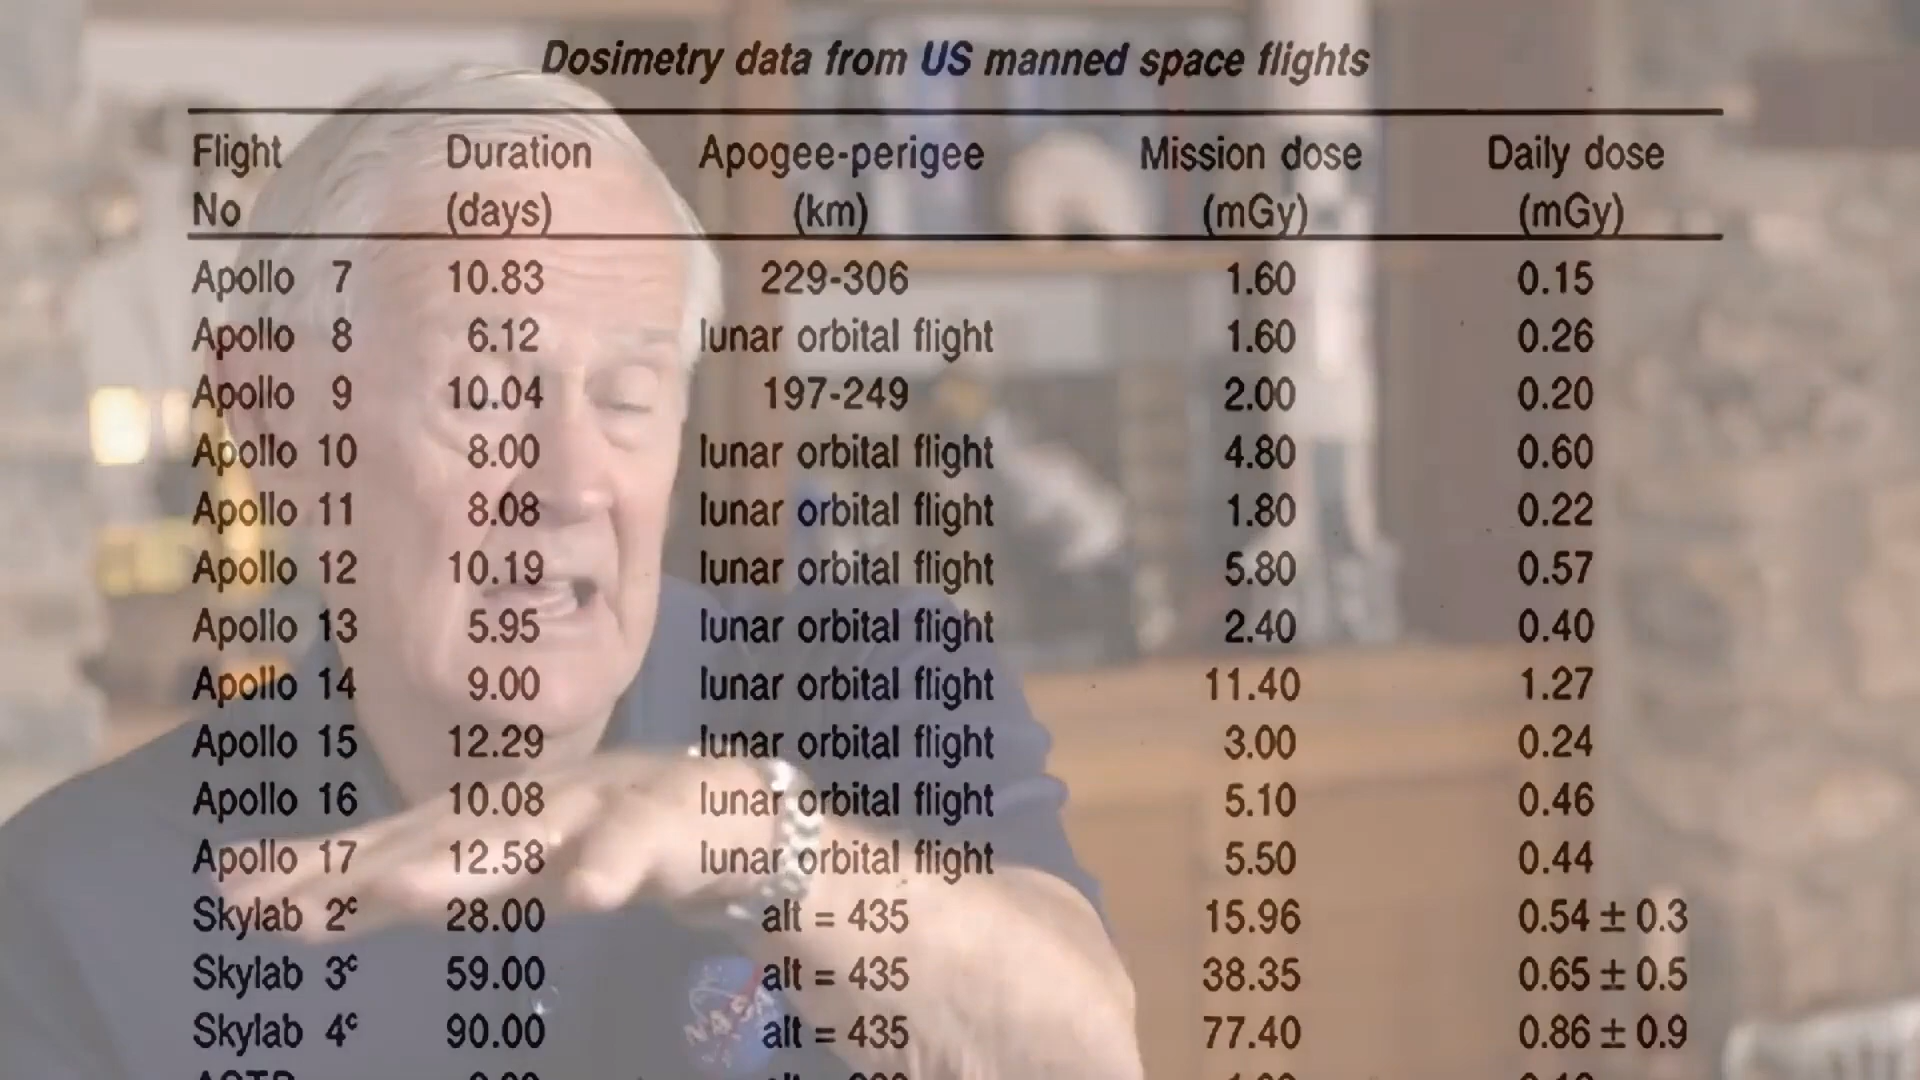 Dosimetry data from US manned space flights
Flight No Duration (days) Apogee-perigee (km) Mission dose (mGy) Daily dose (mGy)
Apollo 7 10.83 229-306 1.60 0.15
Apollo 8 6.12 lunar orbital flight 1.60 0.26
Apollo 9 10.04 197-249 2.00 0.20
Apollo 10 8.00 lunar orbital flight 4.80 0.60
Apollo 11 8.08 lunar orbital flight 1.80 0.22
Apollo 12 10.19 lunar orbital flight 5.80 0.57
Apollo 13 5.95 lunar orbital flight 2.40 0.40
Apollo 14 9.00 lunar orbital flight 11.40 1.27
Apollo 15 12.29 lunar orbital flight 3.00 0.24
Apollo 16 10.08 lunar orbital flight 5.10 0.46
Apollo 17 12.58 lunar orbital flight 5.50 0.44
Skylab 2ᶜ 28.00 alt = 435 15.96 0.54 ± 0.3
Skylab 3ᶜ 59.00 alt = 435 38.35 0.65 ± 0.5
Skylab 4ᶜ 90.00 alt = 435 77.40 0.86 ± 0.9
NASA